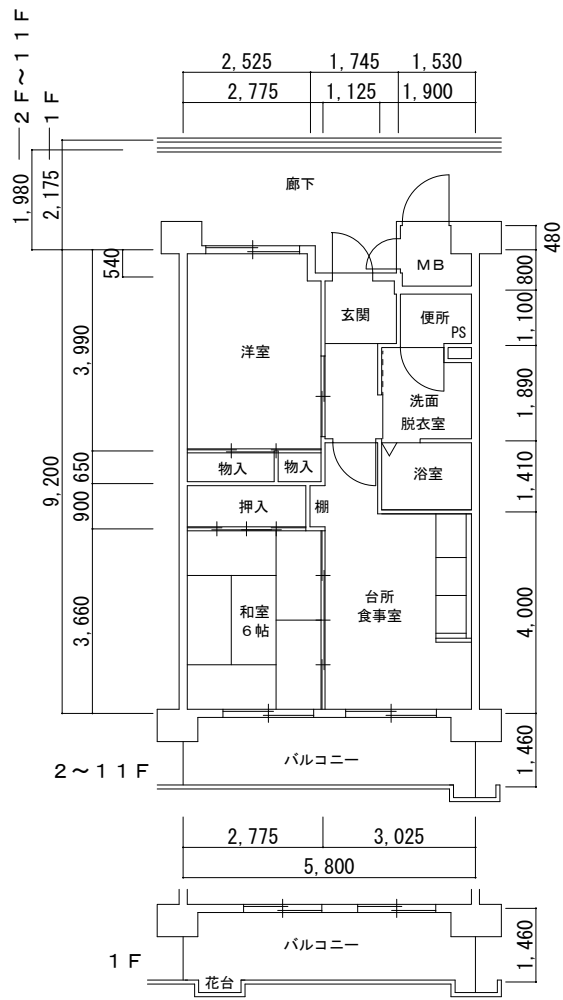 2,525 1,745 1,530
2,775 1,125 1,900
2F～11F
1F
1,980
2,175
廊下
480
540
MB
800
玄関
便所
PS
1,100
3,990
洋室
洗面
脱衣室
1,890
9,200
650
物入
物入
浴室
1,410
900
押入
棚
3,660
和室
6帖
台所
食事室
4,000
2～11F
バルコニー
1,460
2,775 3,025
5,800
1F
バルコニー
1,460
花台